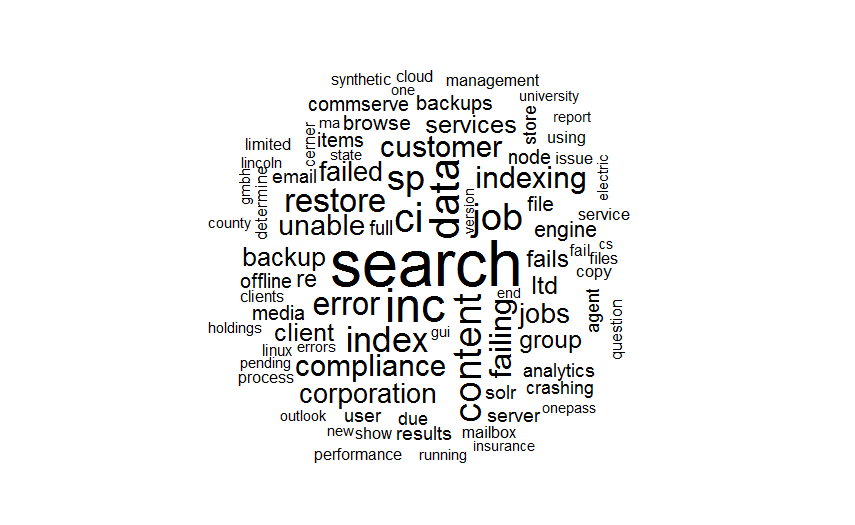 synthetic cloud management
one
commserve backups university
ma browse services store report
limited cerner items customer using
lincoln state node issue
gmbh determine email failed sp data indexing electric
restore ci version job file
county unable full engine service
backup search fails fail cs
files
offline re copy
clients ltd
media error inc end jobs agent
holdings client index gui content failing group question
linux errors
pending compliance analytics
process corporation solr crashing
outlook user due server onepass
new show results mailbox
performance running insurance